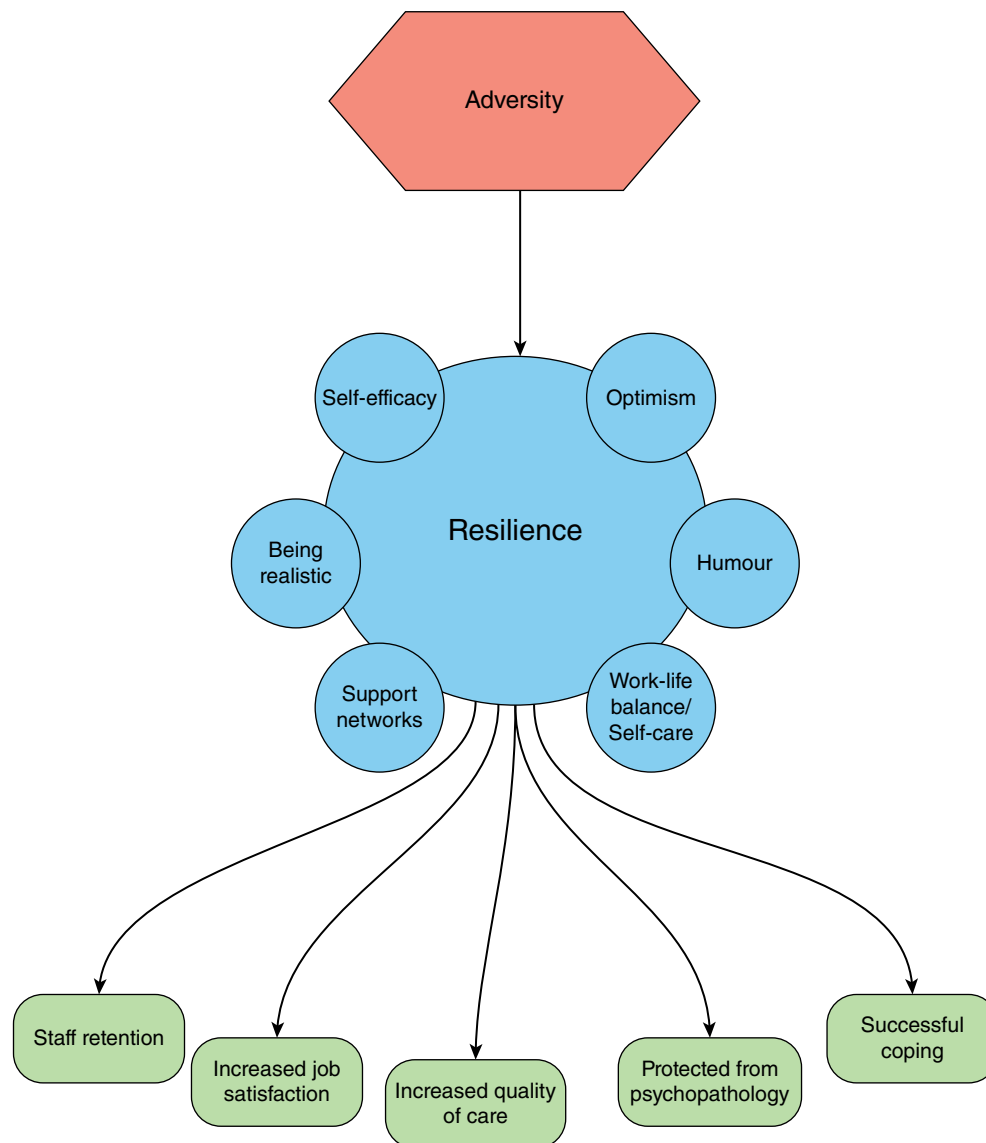 Adversity
Self-efficacy
Optimism
Resilience
Being
realistic
Humour
Support
networks
Work-life
balance/
Self-care
Staff retention
Increased job
satisfaction
Increased quality
of care
Protected from
psychopathology
Successful
coping